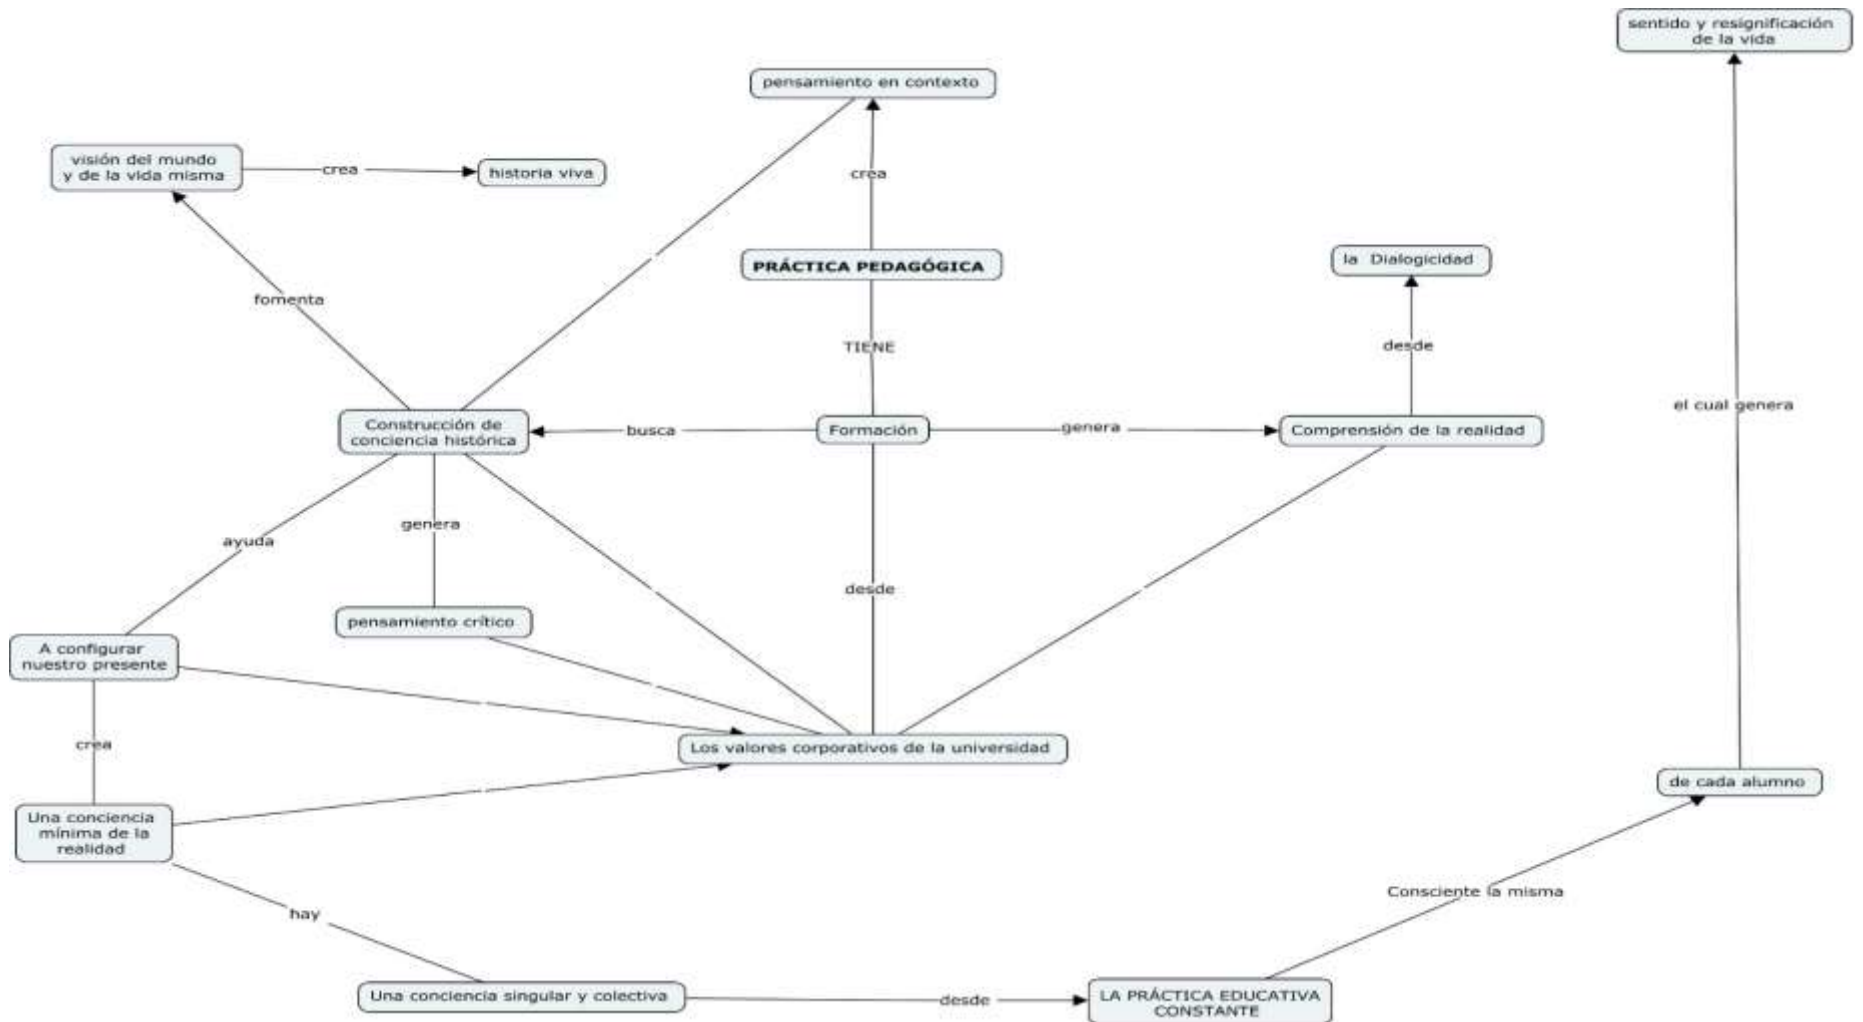 sentido y resignificación
de la vida
pensamiento en contexto
visión del mundo
y de la vida misma
crea
historia viva
crea
PRÁCTICA PEDAGÓGICA
la Dialogicidad
fomenta
TIENE
desde
el cual genera
Construcción de
conciencia histórica
busca
Formación
genera
Comprensión de la realidad
genera
ayuda
desde
pensamiento crítico
A configurar
nuestro presente
crea
Los valores corporativos de la universidad
de cada alumno
Una conciencia
mínima de la
realidad
Consciente la misma
hay
Una conciencia singular y colectiva
desde
LA PRÁCTICA EDUCATIVA
CONSTANTE